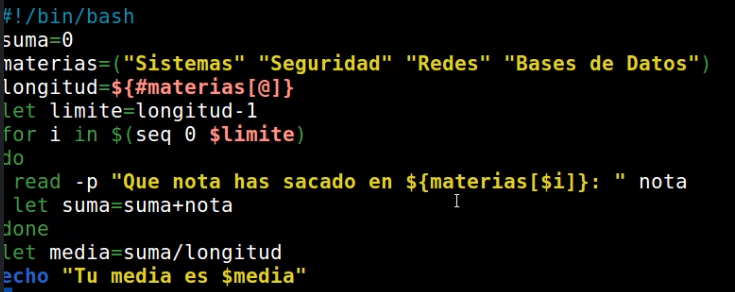 #!/bin/bash
suma=0
materias=("Sistemas" "Seguridad" "Redes" "Bases de Datos")
longitud=${#materias[@]}
let limite=longitud-1
for i in $(seq 0 $limite)
do
 read -p "Que nota has sacado en ${materias[$i]}: " nota
 let suma=suma+nota
done
let media=suma/longitud
echo "Tu media es $media"